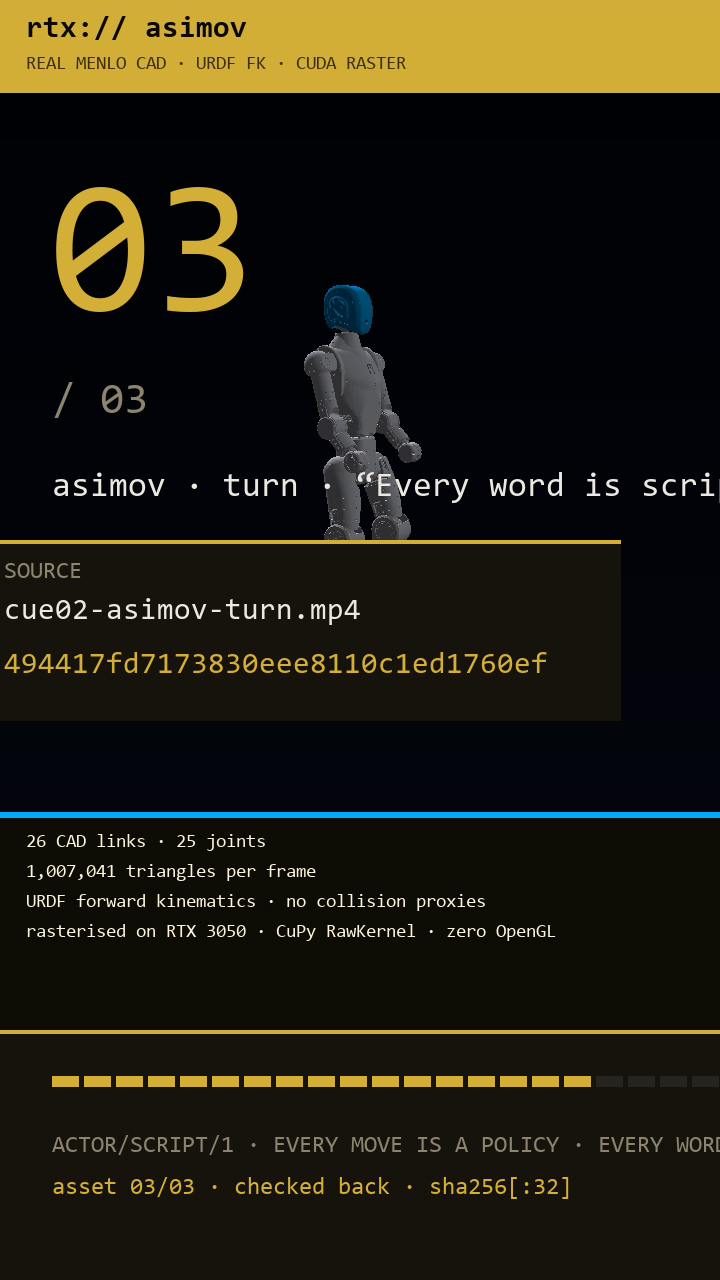 rtx:// asimov
REAL MENLO CAD · URDF FK · CUDA RASTER
03
/ 03
asimov · turn · “Every word is scrip
SOURCE
cue02-asimov-turn.mp4
494417fd7173830eee8110c1ed1760ef
26 CAD links · 25 joints
1,007,041 triangles per frame
URDF forward kinematics · no collision proxies
rasterised on RTX 3050 · CuPy RawKernel · zero OpenGL
ACTOR/SCRIPT/1 · EVERY MOVE IS A POLICY · EVERY WORD
asset 03/03 · checked back · sha256[:32]